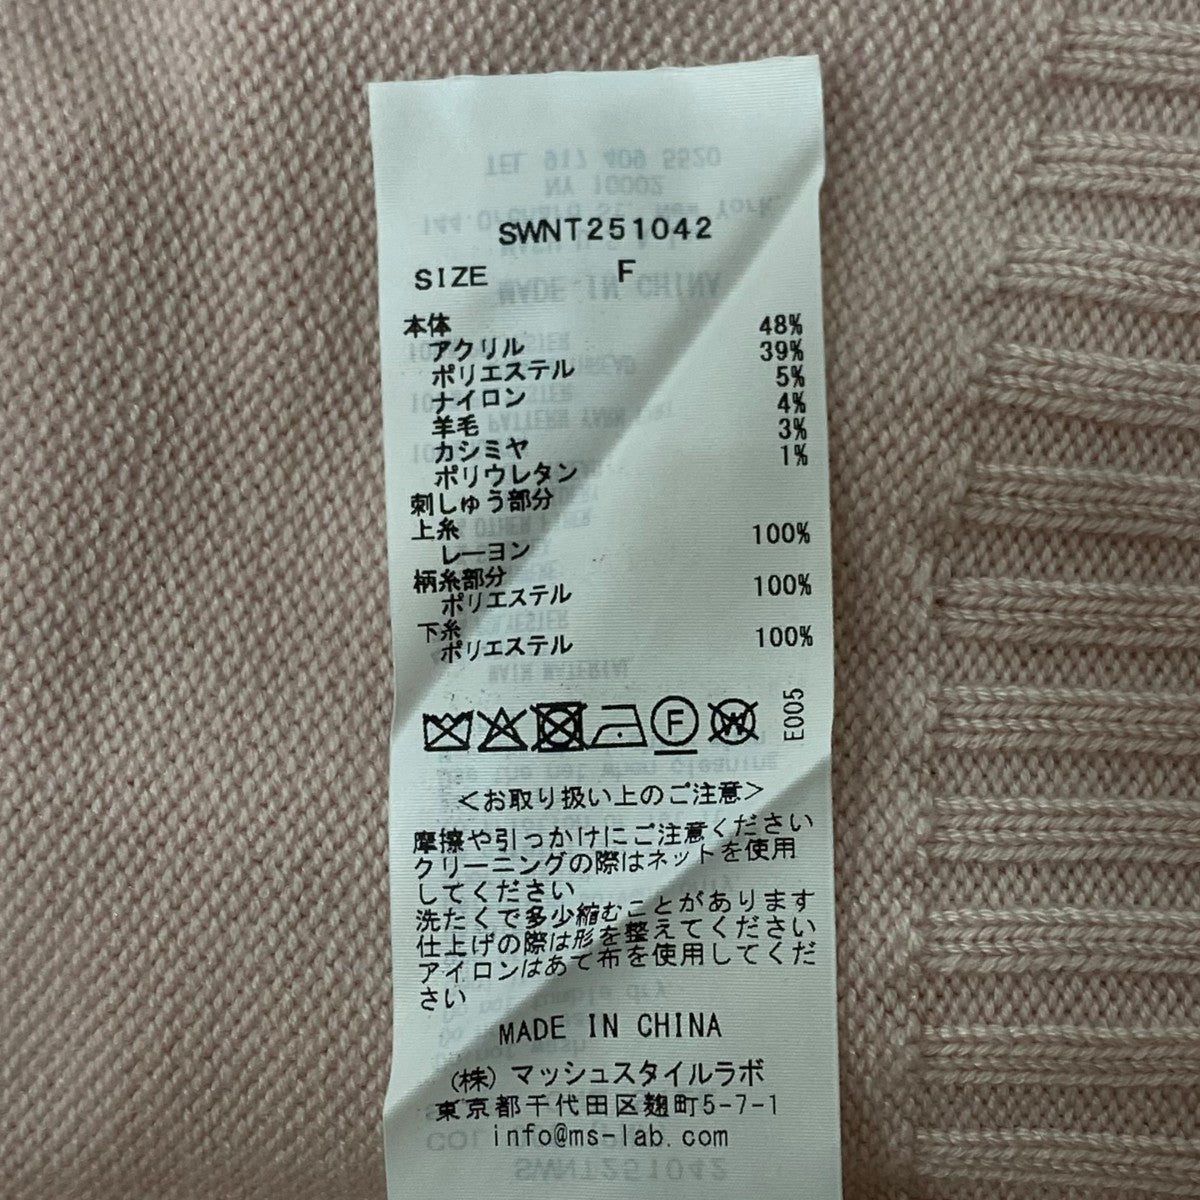 SWNT251042
SIZE F
本体
アクリル 48%
ポリエステル 39%
ナイロン 5%
羊毛 4%
カシミヤ 3%
ポリウレタン 1%
刺しゅう部分
上糸
レーヨン 100%
柄糸部分
ポリエステル 100%
下糸
ポリエステル 100%
F W E005
<お取り扱い上のご注意>
摩擦や引っかけにご注意ください
クリーニングの際はネットを使用
してください
洗たくで多少縮むことがあります
仕上げの際は形を整えてください
アイロンはあて布を使用してくだ
さい
MADE IN CHINA
(株) マッシュスタイルラボ
東京都千代田区麹町5-7-1
info@ms-lab.com